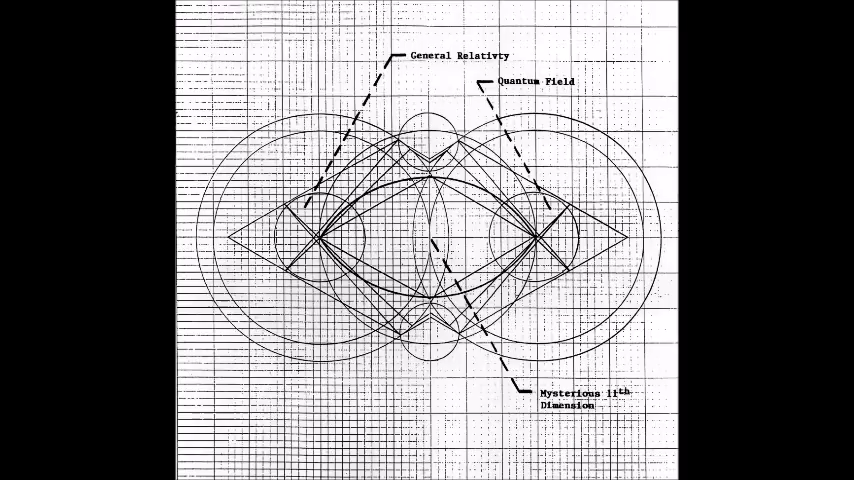 General Relativty
Quantum Field
Mysterious 11th
Dimension